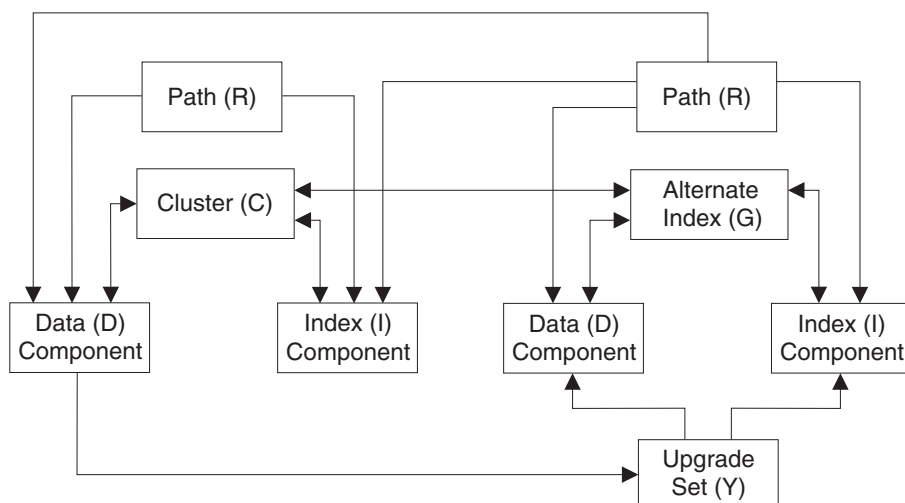 Path (R)
Path (R)
Cluster (C)
Alternate
Index (G)
Data (D)
Component
Index (I)
Component
Data (D)
Component
Index (I)
Component
Upgrade
Set (Y)